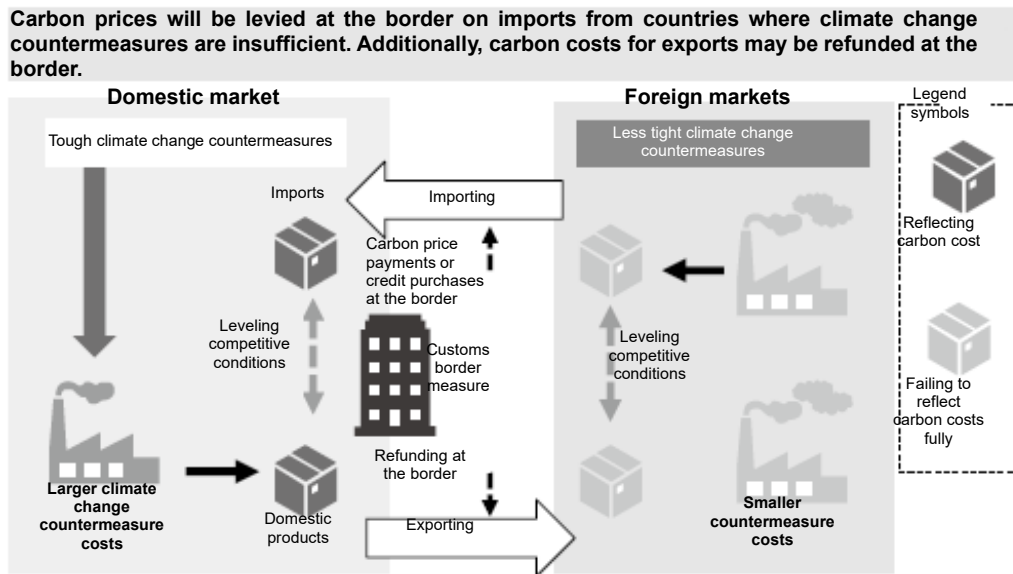 Carbon prices will be levied at the border on imports from countries where climate change
countermeasures are insufficient. Additionally, carbon costs for exports may be refunded at the
border.
Domestic market
Tough climate change countermeasures
Imports
Importing
Carbon price
payments or
credit purchases
at the border
Leveling
competitive
conditions
Customs
border
measure
Refunding at
the border
Larger climate
change
countermeasure
costs
Domestic
products
Exporting
Foreign markets
Less tight climate change
countermeasures
Leveling
competitive
conditions
Smaller
countermeasure
costs
Legend
symbols
Reflecting
carbon cost
Failing to
reflect
carbon costs
fully